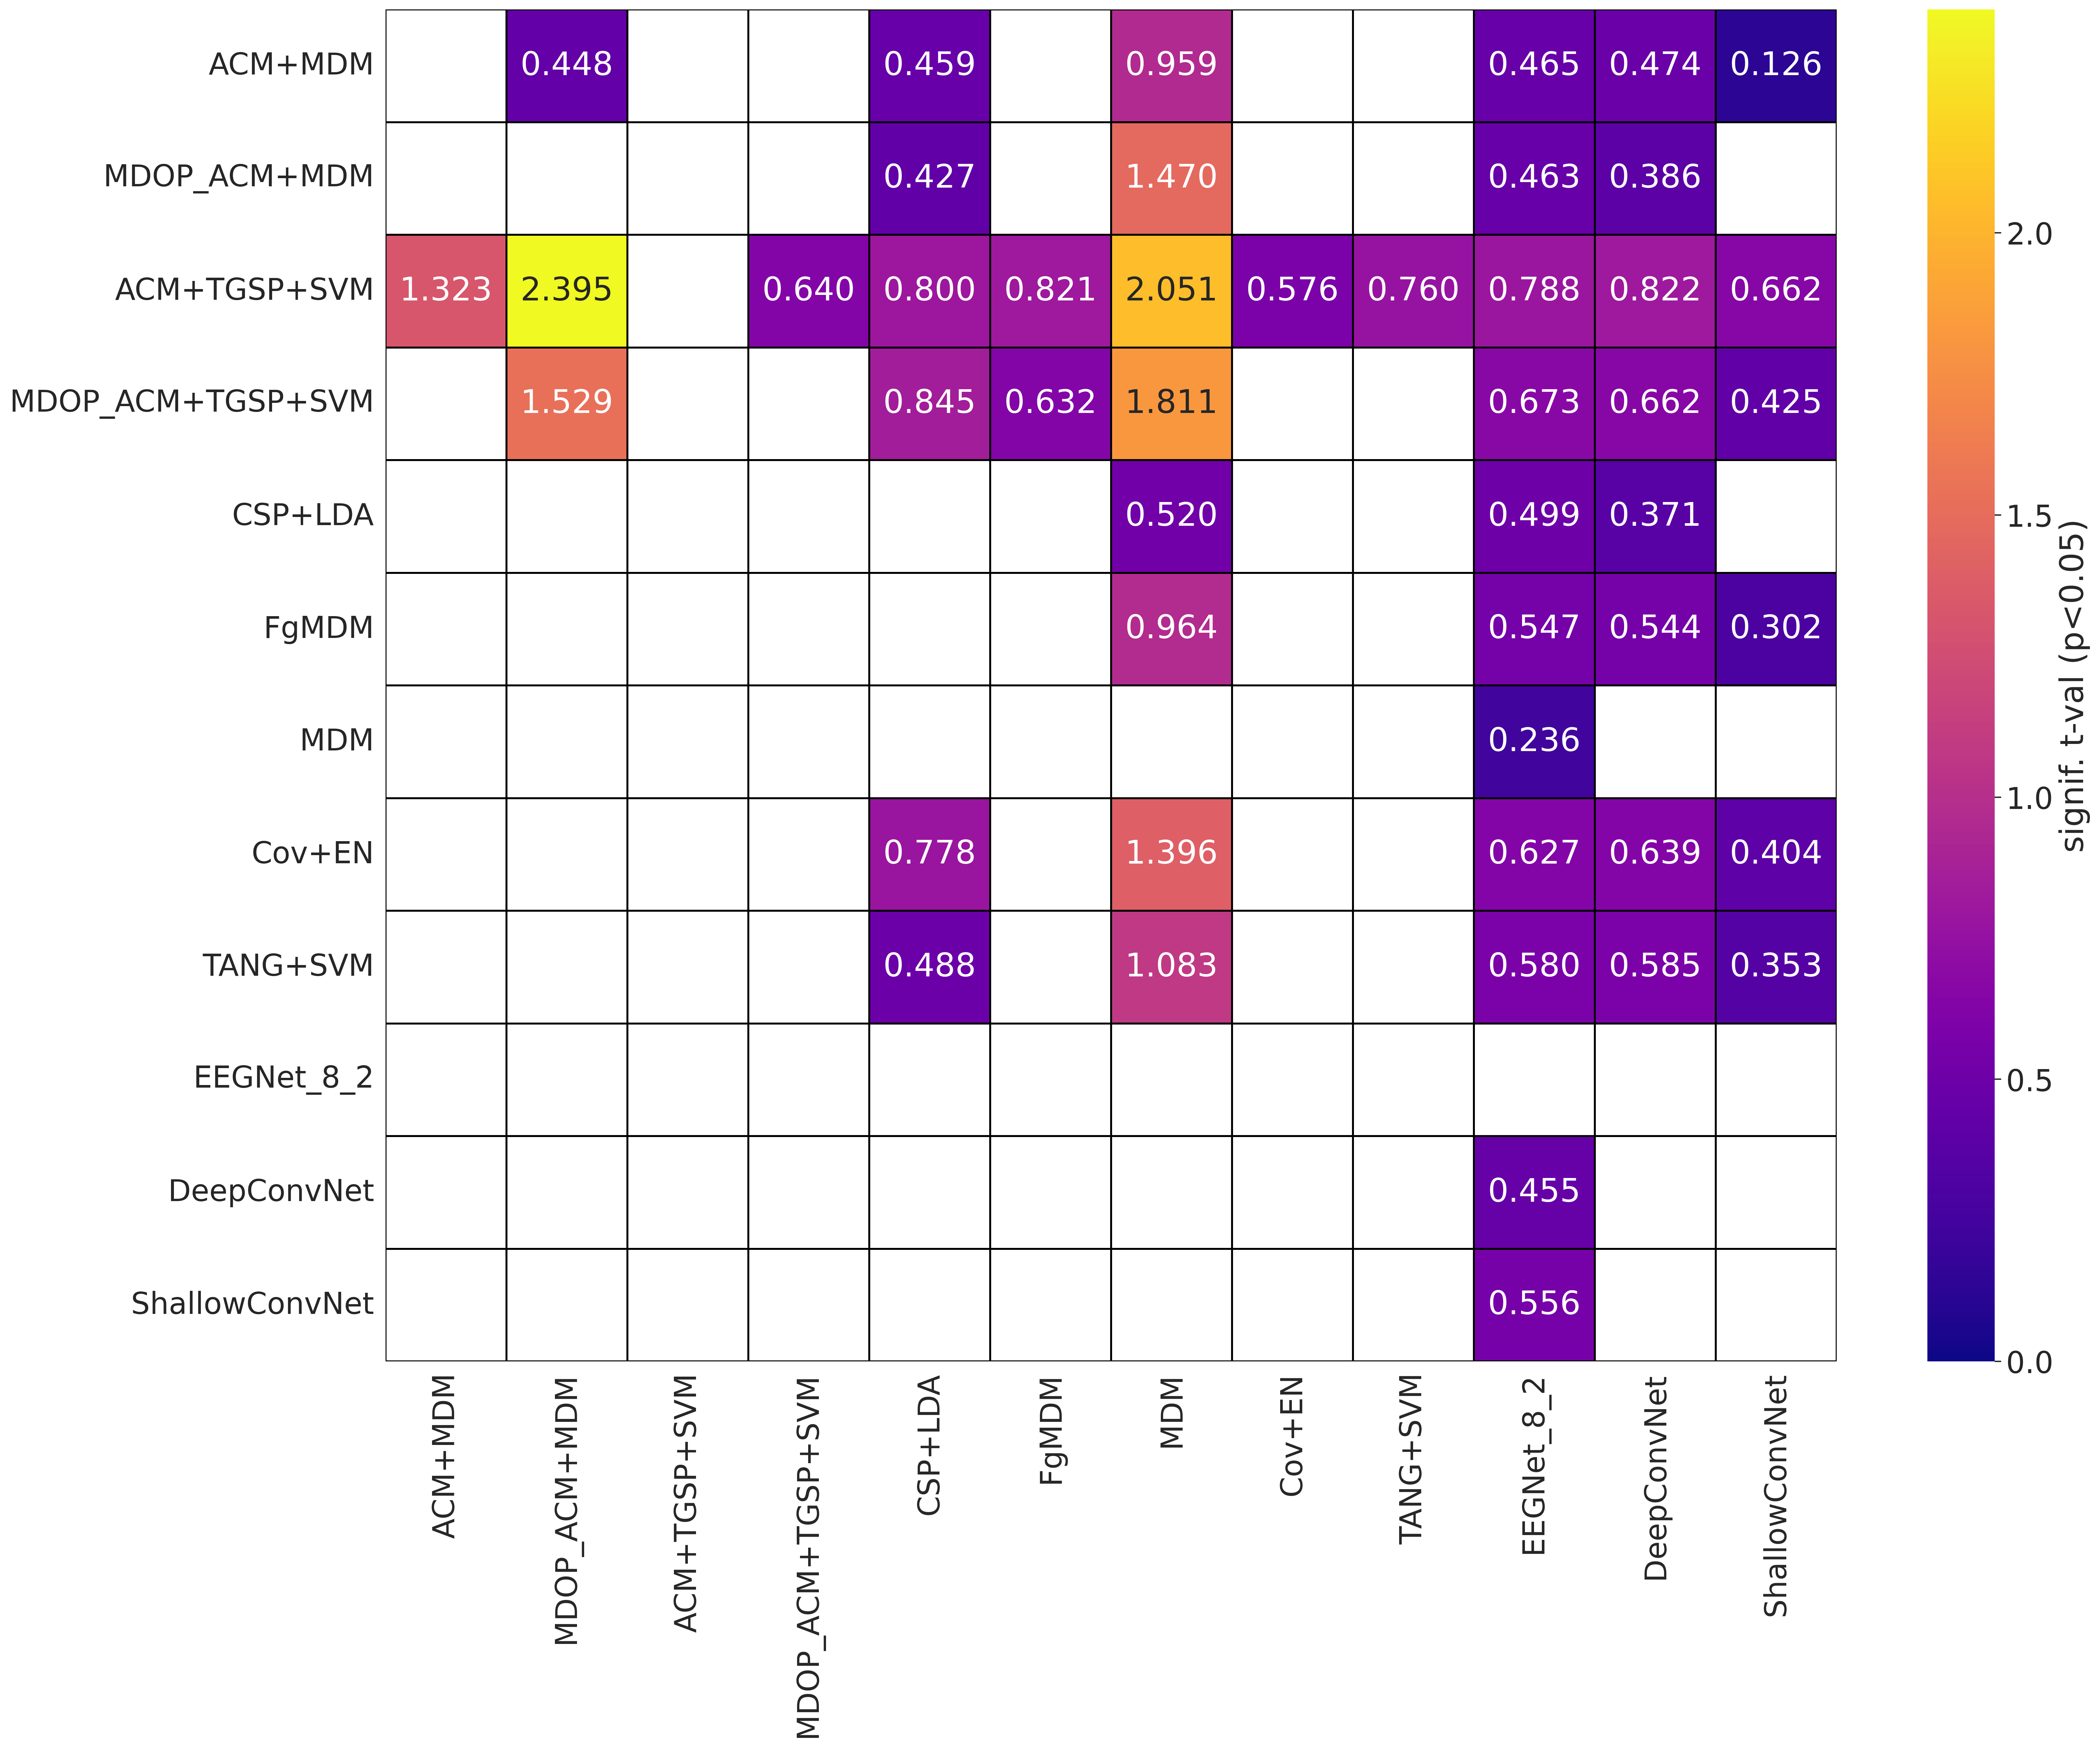 ACM+MDM 0.448 0.459 0.959 0.465 0.474 0.126
MDOP_ACM+MDM 0.427 1.470 0.463 0.386
ACM+TGSP+SVM 1.323 2.395 0.640 0.800 0.821 2.051 0.576 0.760 0.788 0.822 0.662
MDOP_ACM+TGSP+SVM 1.529 0.845 0.632 1.811 0.673 0.662 0.425
CSP+LDA 0.520 0.499 0.371
FgMDM 0.964 0.547 0.544 0.302
MDM 0.236
Cov+EN 0.778 1.396 0.627 0.639 0.404
TANG+SVM 0.488 1.083 0.580 0.585 0.353
EEGNet_8_2
DeepConvNet 0.455
ShallowConvNet 0.556
ACM+MDM
MDOP_ACM+MDM
ACM+TGSP+SVM
MDOP_ACM+TGSP+SVM
CSP+LDA
FgMDM
MDM
Cov+EN
TANG+SVM
EEGNet_8_2
DeepConvNet
ShallowConvNet
2.0
1.5
1.0
0.5
0.0
signif. t-val (p<0.05)